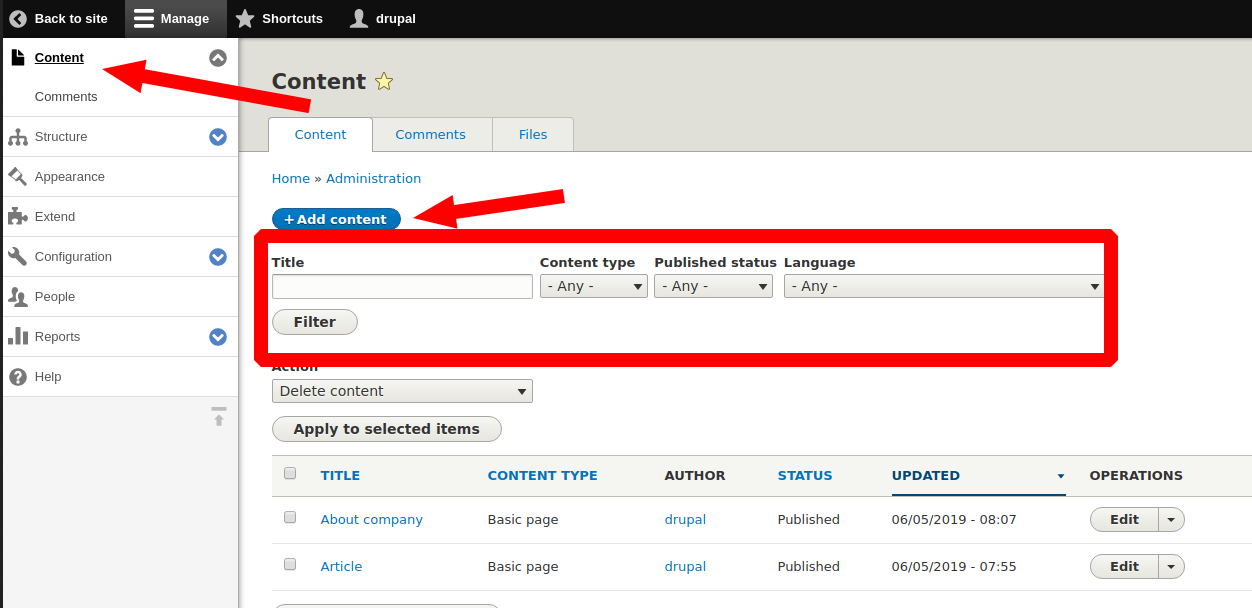 Back to site Manage Shortcuts drupal
Content
Comments
Structure
Appearance
Extend
Configuration
People
Reports
Help
Content
Content Comments Files
Home » Administration
+ Add content
Title Content type Published status Language
- Any - - Any - - Any -
Filter
Action
Delete content
Apply to selected items
TITLE CONTENT TYPE AUTHOR STATUS UPDATED OPERATIONS
About company Basic page drupal Published 06/05/2019 - 08:07 Edit
Article Basic page drupal Published 06/05/2019 - 07:55 Edit